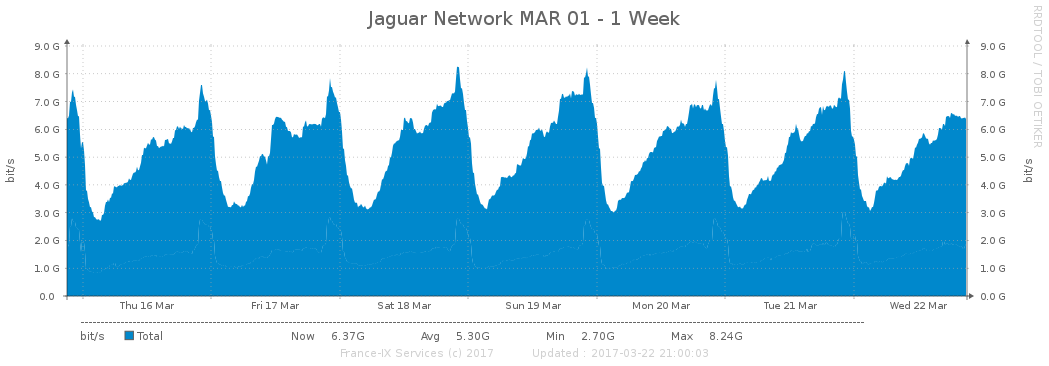 Jaguar Network MAR 01 - 1 Week
RRDTOOL / TOBI OETIKER
9.0 G 9.0 G
8.0 G 8.0 G
7.0 G 7.0 G
6.0 G 6.0 G
5.0 G 5.0 G
4.0 G 4.0 G
3.0 G 3.0 G
2.0 G 2.0 G
1.0 G 1.0 G
0.0 0.0 G
bit/s bit/s
Thu 16 Mar Fri 17 Mar Sat 18 Mar Sun 19 Mar Mon 20 Mar Tue 21 Mar Wed 22 Mar
bit/s Total Now 6.37G Avg 5.30G Min 2.70G Max 8.24G
France-IX Services (c) 2017 Updated : 2017-03-22 21:00:03